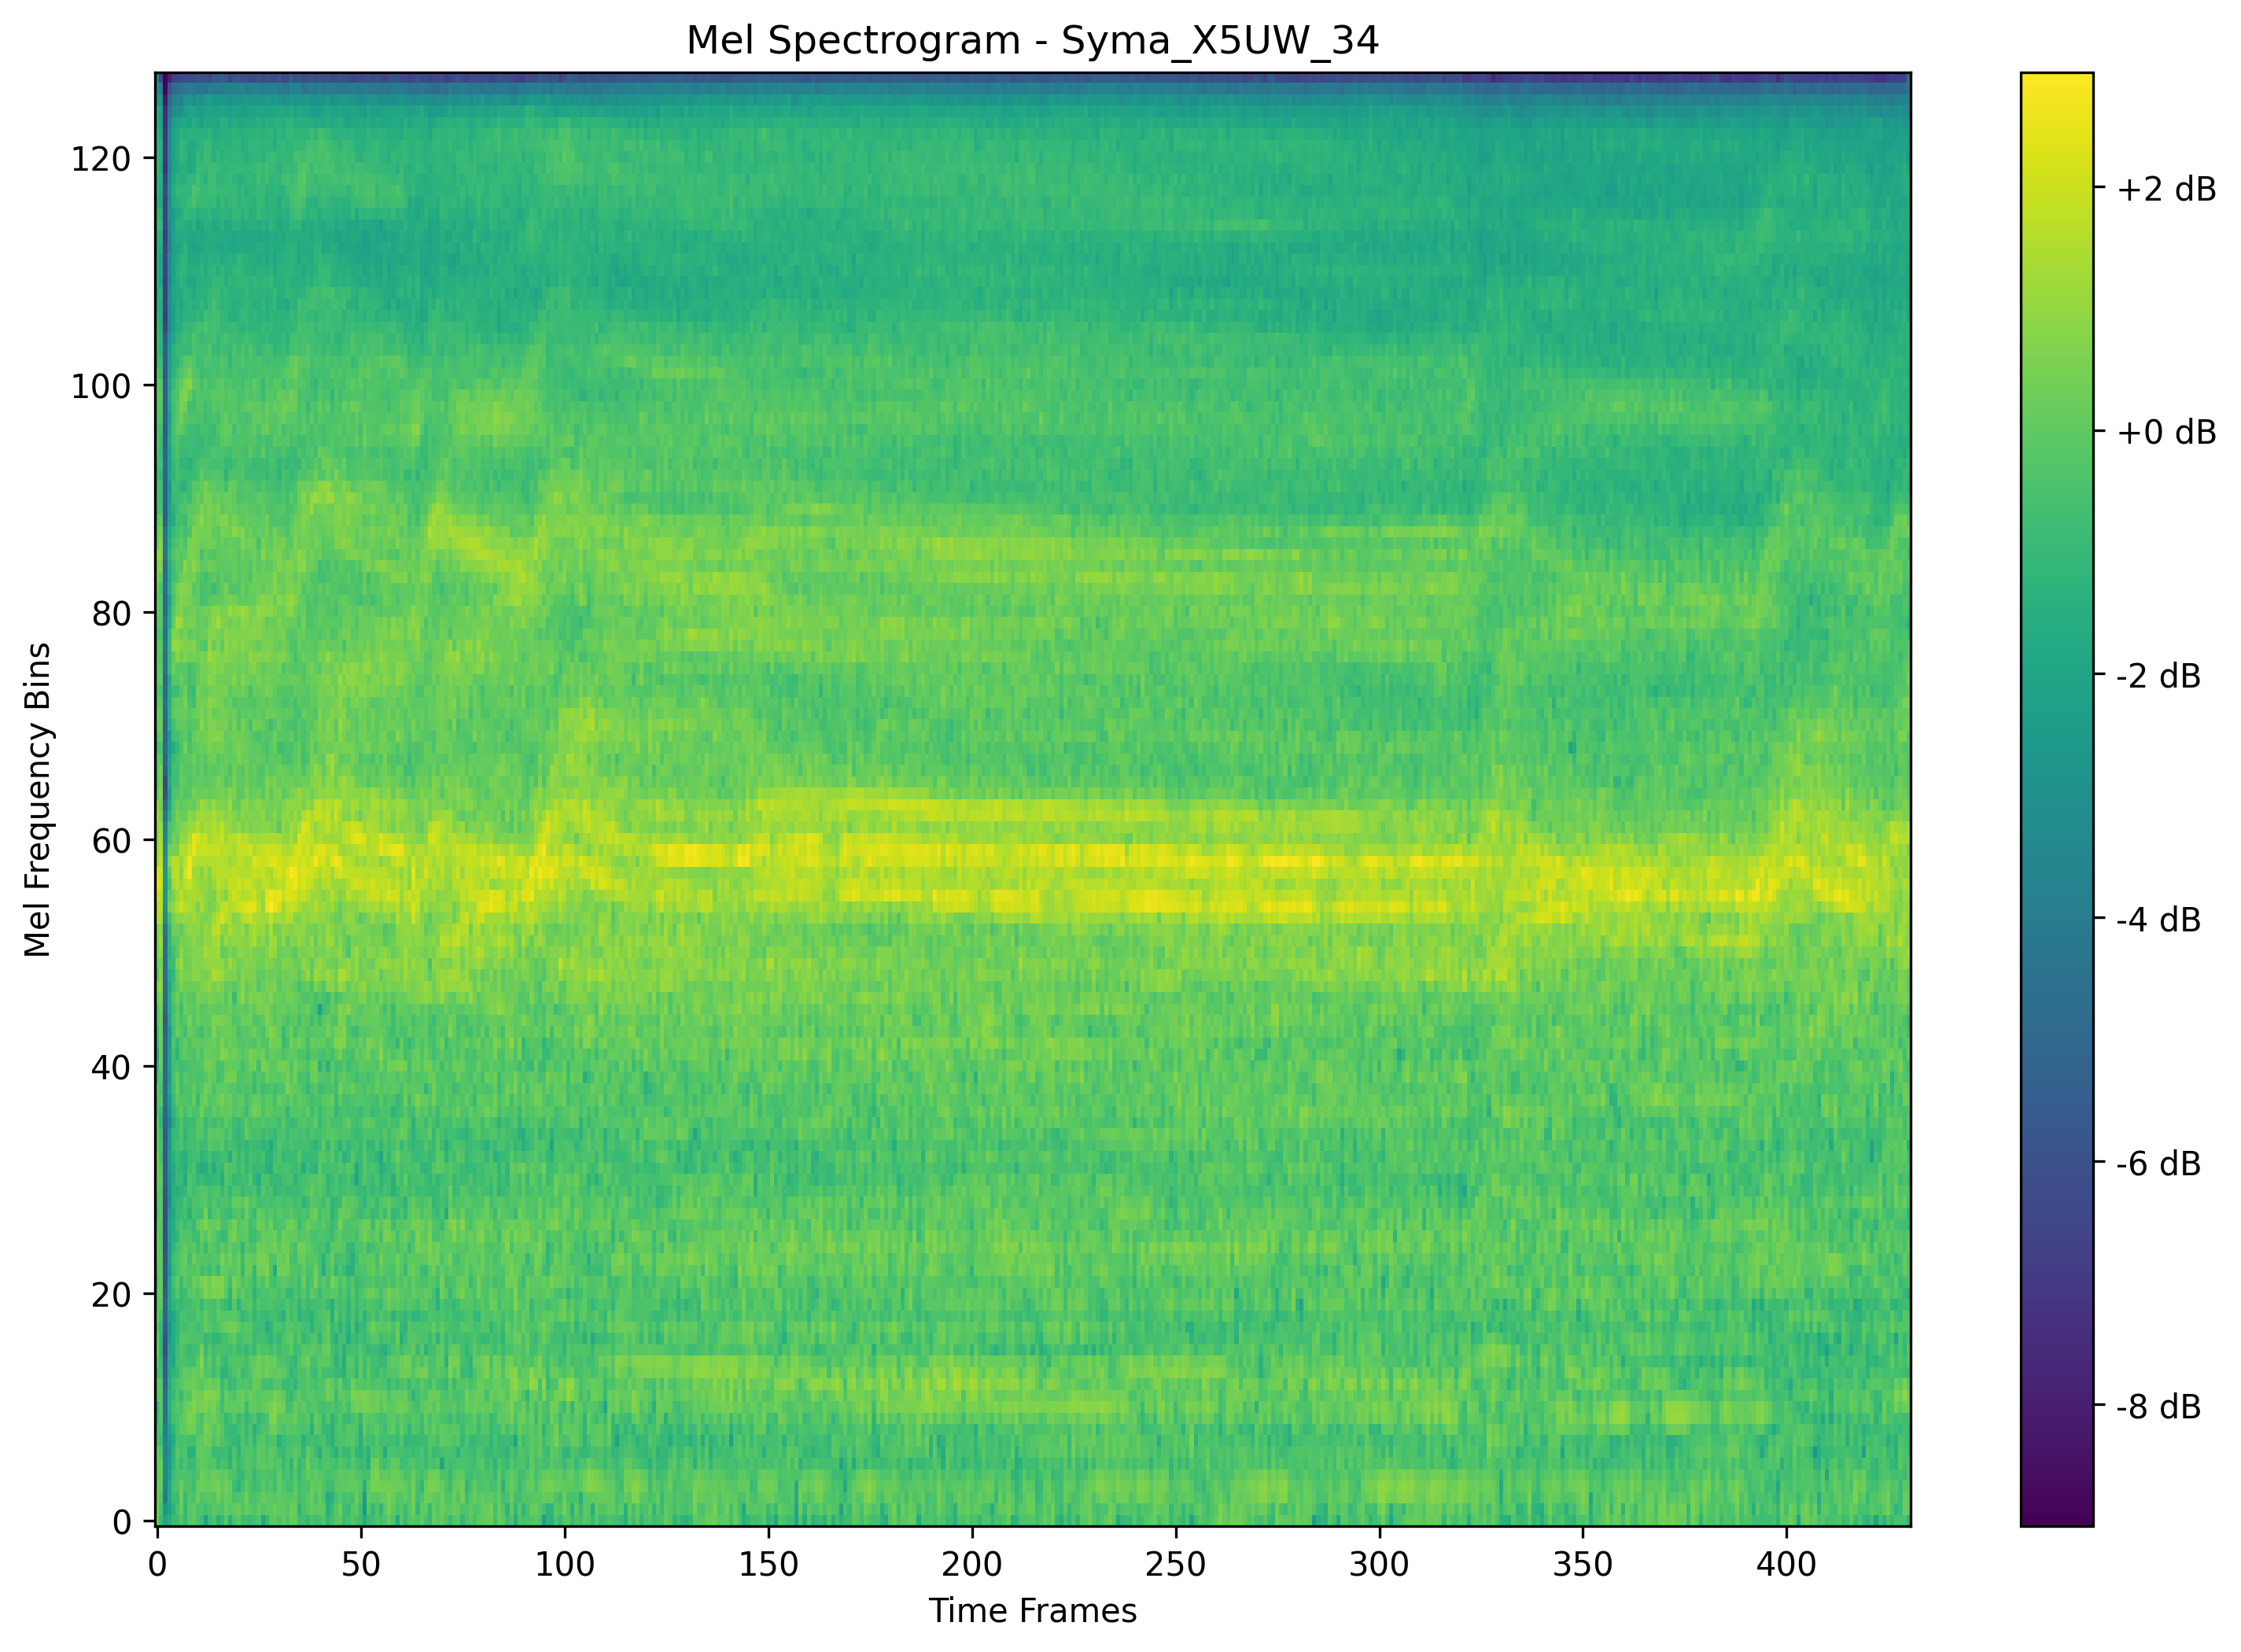 Mel Spectrogram - Syma_X5UW_34
Mel Frequency Bins
120
100
80
60
40
20
0
0 50 100 150 200 250 300 350 400
Time Frames
+2 dB
+0 dB
-2 dB
-4 dB
-6 dB
-8 dB